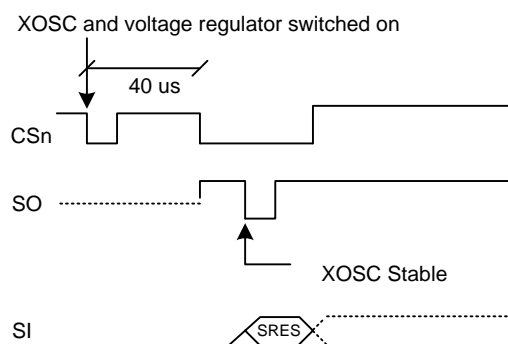 XOSC and voltage regulator switched on
40 us
CSn
SO
XOSC Stable
SI
SRES